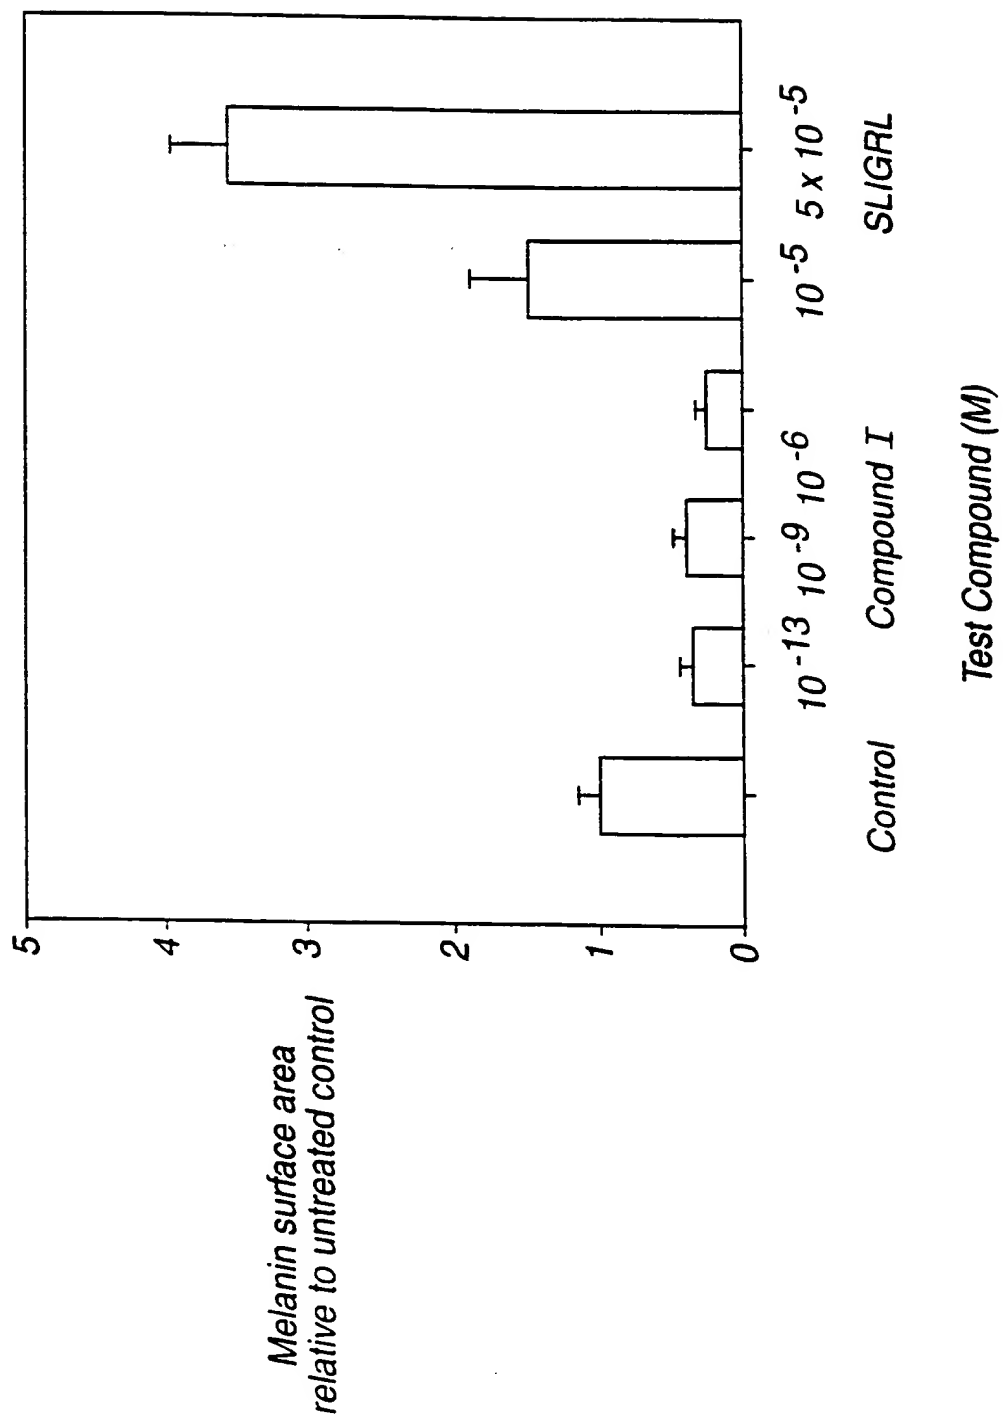 Melanin surface area
relative to untreated control
5
4
3
2
1
0
10-13 10-9 10-6 10-5 5 x 10-5
Control Compound I SLIGRL
Test Compound (M)